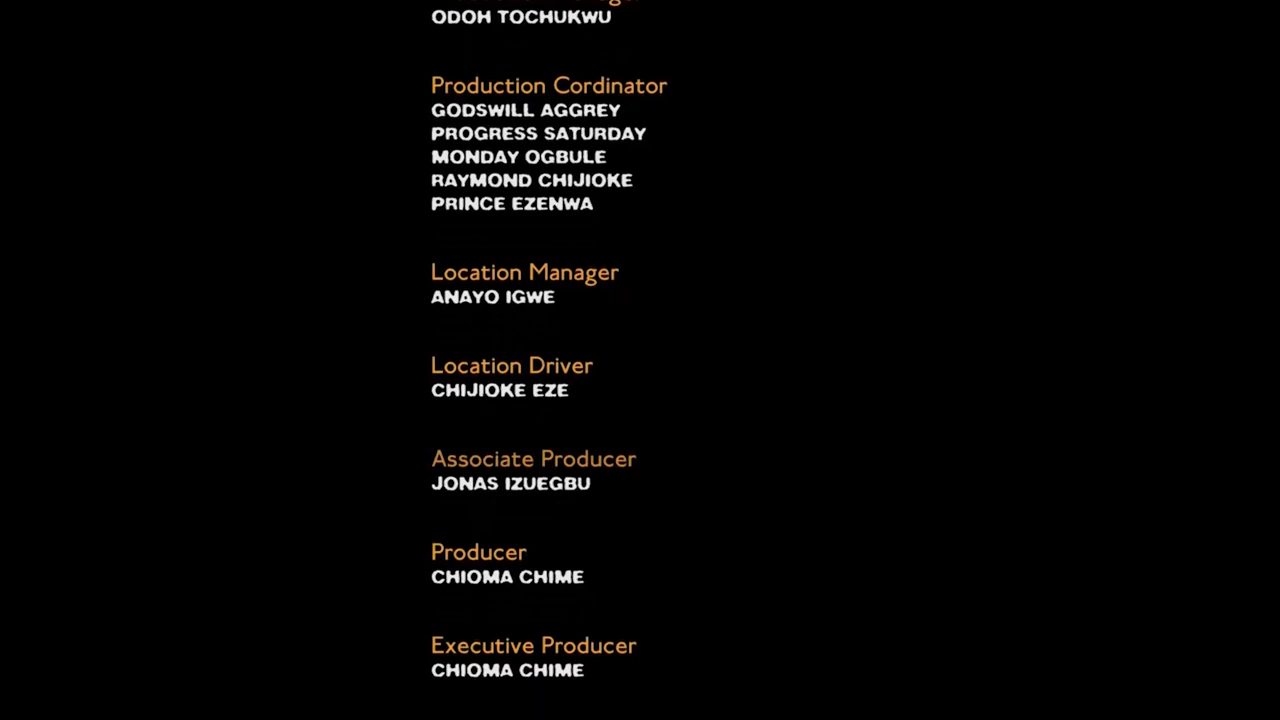 ODOH TOCHUKWU
Production Cordinator
GODSWILL AGGREY
PROGRESS SATURDAY
MONDAY OGBULE
RAYMOND CHIJIOKE
PRINCE EZENWA
Location Manager
ANAYO IGWE
Location Driver
CHIJIOKE EZE
Associate Producer
JONAS IZUEGBU
Producer
CHIOMA CHIME
Executive Producer
CHIOMA CHIME